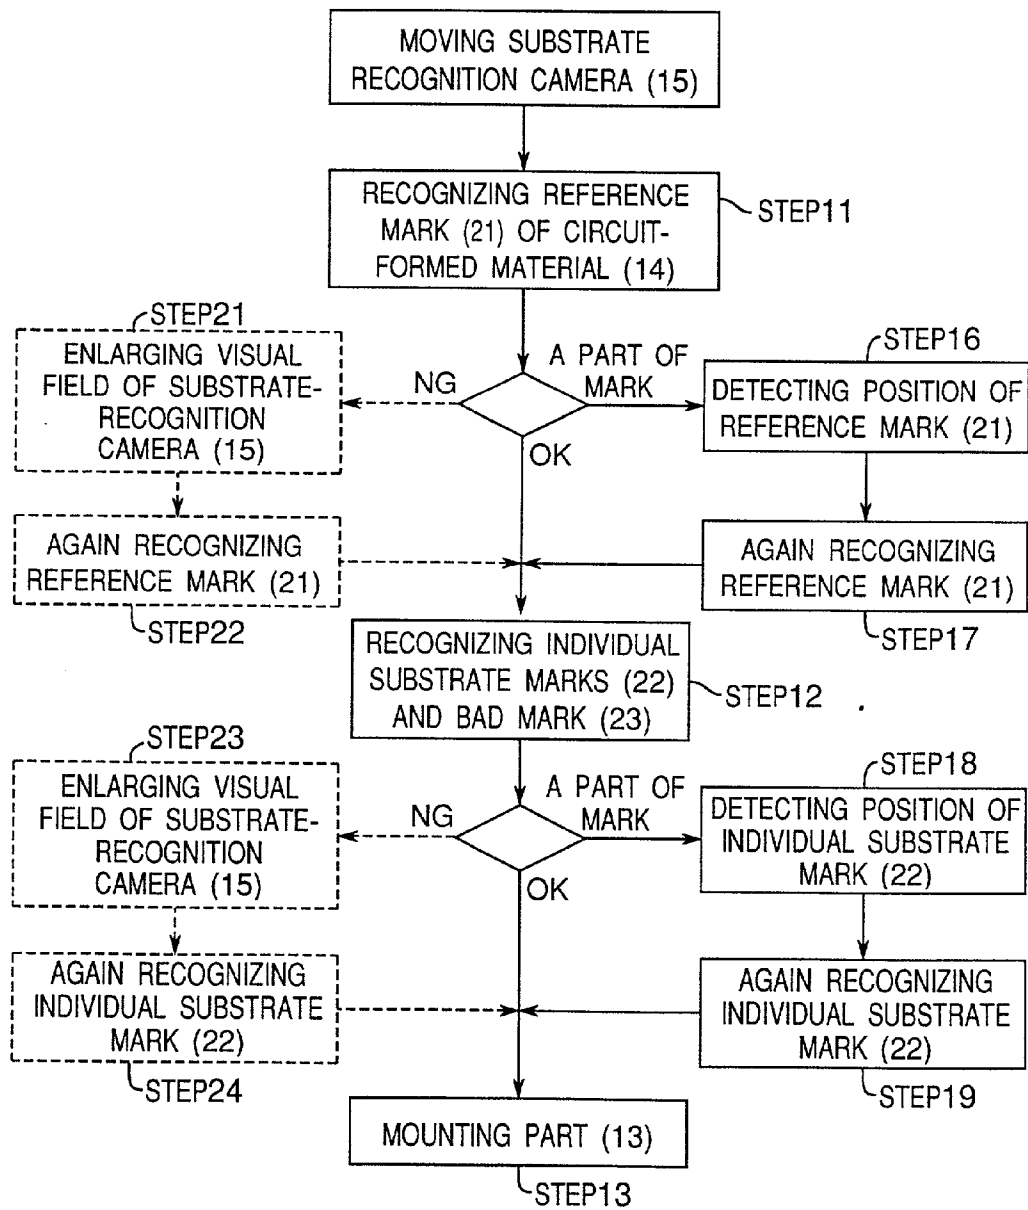 MOVING SUBSTRATE
RECOGNITION CAMERA (15)
RECOGNIZING REFERENCE
MARK (21) OF CIRCUIT-
FORMED MATERIAL (14)
STEP11
STEP21
ENLARGING VISUAL
FIELD OF SUBSTRATE-
RECOGNITION
CAMERA (15)
NG
A PART OF
MARK
OK
STEP16
DETECTING POSITION OF
REFERENCE MARK (21)
AGAIN RECOGNIZING
REFERENCE MARK (21)
STEP22
AGAIN RECOGNIZING
REFERENCE MARK (21)
STEP17
RECOGNIZING INDIVIDUAL
SUBSTRATE MARKS (22)
AND BAD MARK (23)
STEP12
STEP23
ENLARGING VISUAL
FIELD OF SUBSTRATE-
RECOGNITION
CAMERA (15)
NG
A PART OF
MARK
OK
STEP18
DETECTING POSITION OF
INDIVIDUAL SUBSTRATE
MARK (22)
AGAIN RECOGNIZING
INDIVIDUAL SUBSTRATE
MARK (22)
STEP24
AGAIN RECOGNIZING
INDIVIDUAL SUBSTRATE
MARK (22)
STEP19
MOUNTING PART (13)
STEP13